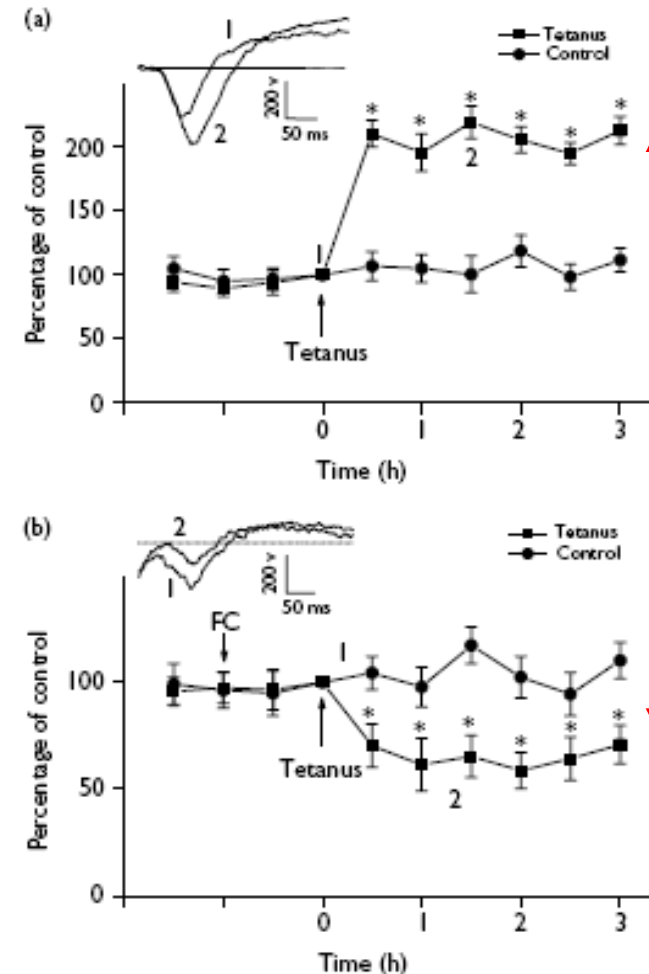 (a)
Tetanus
Control
1
2
200 v
50 ms
Percentage of control
200
150
100
50
0
* * * * * *
2
1
Tetanus
0 1 2 3
Time (h)
(b)
Tetanus
Control
2
1
200 v
50 ms
Percentage of control
100
50
0
FC
1
Tetanus
* * * * * *
2
0 1 2 3
Time (h)